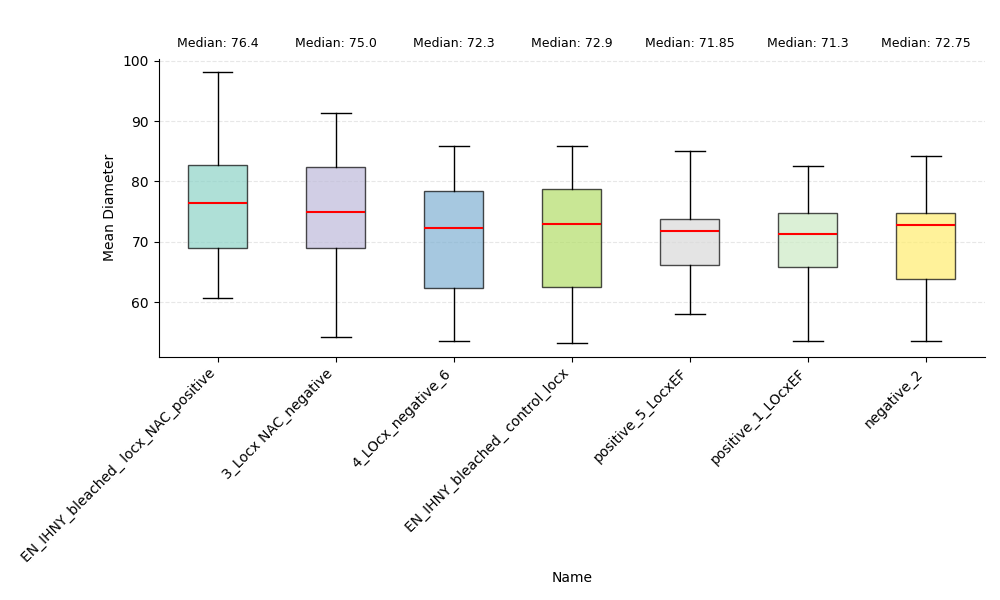 Median: 76.4 Median: 75.0 Median: 72.3 Median: 72.9 Median: 71.85 Median: 71.3 Median: 72.75
100
90
80
70
60
Mean Diameter
EN_IHNY_bleached_ locx_NAC_positive
3_Locx NAC_negative
4_LOcx_negative_6
EN_IHNY_bleached_ control_locx
positive_5_LocxEF
positive_1_LOcxEF
negative_2
Name